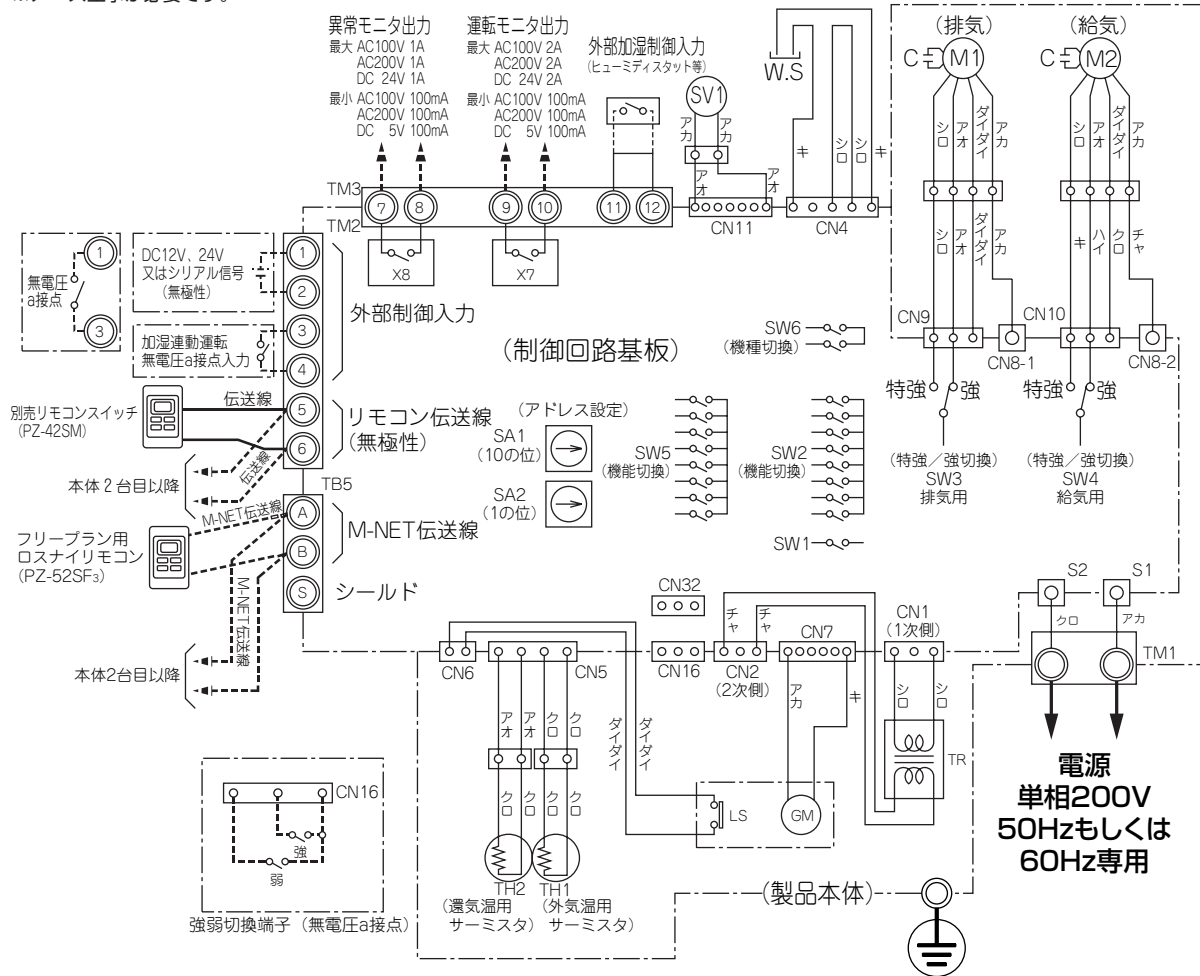 異常モニタ出力
最大 AC100V 1A
AC200V 1A
DC 24V 1A
最小 AC100V 100mA
AC200V 100mA
DC 5V 100mA
運転モニタ出力
最大 AC100V 2A
AC200V 2A
DC 24V 2A
最小 AC100V 100mA
AC200V 100mA
DC 5V 100mA
外部加湿制御入力
(ヒューミディスタット等)
SV1
アカ
アカ
アオ
アオ
W.S
キ
シロ
シロ
キ
(排気)
C
M1
シロ
アオ
ダイダイ
アカ
シロ
アオ
ダイダイ
アカ
(給気)
C
M2
シロ
アオ
ダイダイ
アカ
キ
ハイ
クロ
チャ
TM3
TM2
7
8
9
10
11
12
CN11
CN4
X8
X7
無電圧
a接点
1
3
DC12V、24V
又はシリアル信号
(無極性)
加湿連動運転
無電圧a接点入力
1
2
3
4
5
6
外部制御入力
(制御回路基板)
SW6
(機種切換)
CN9
CN8-1
CN10
CN8-2
特強
強
特強
強
(特強/強切換)
SW3
排気用
(特強/強切換)
SW4
給気用
別売リモコンスイッチ
(PZ-42SM)
伝送線
伝送線
リモコン伝送線
(無極性)
本体2台目以降
(アドレス設定)
SA1
(10の位)
SA2
(1の位)
SW5
(機能切換)
SW2
(機能切換)
SW1
TB5
M-NET伝送線
フリープラン用
ロスナイリモコン
(PZ-52SF₃)
A
B
S
M-NET伝送線
シールド
M-NET伝送線
本体2台目以降
S2
S1
クロ
アカ
TM1
電源
単相200V
50Hzもしくは
60Hz専用
CN32
CN6
CN5
CN16
チャ
チャ
CN2
(2次側)
CN7
CN1
(1次側)
アオ
アオ
クロ
クロ
クロ
クロ
クロ
クロ
ダイダイ
ダイダイ
アカ
キ
シロ
シロ
TR
LS
GM
TH2
(還気温用
サーミスタ)
TH1
(外気温用
サーミスタ)
CN16
強
弱
強弱切換端子(無電圧a接点)
(製品本体)